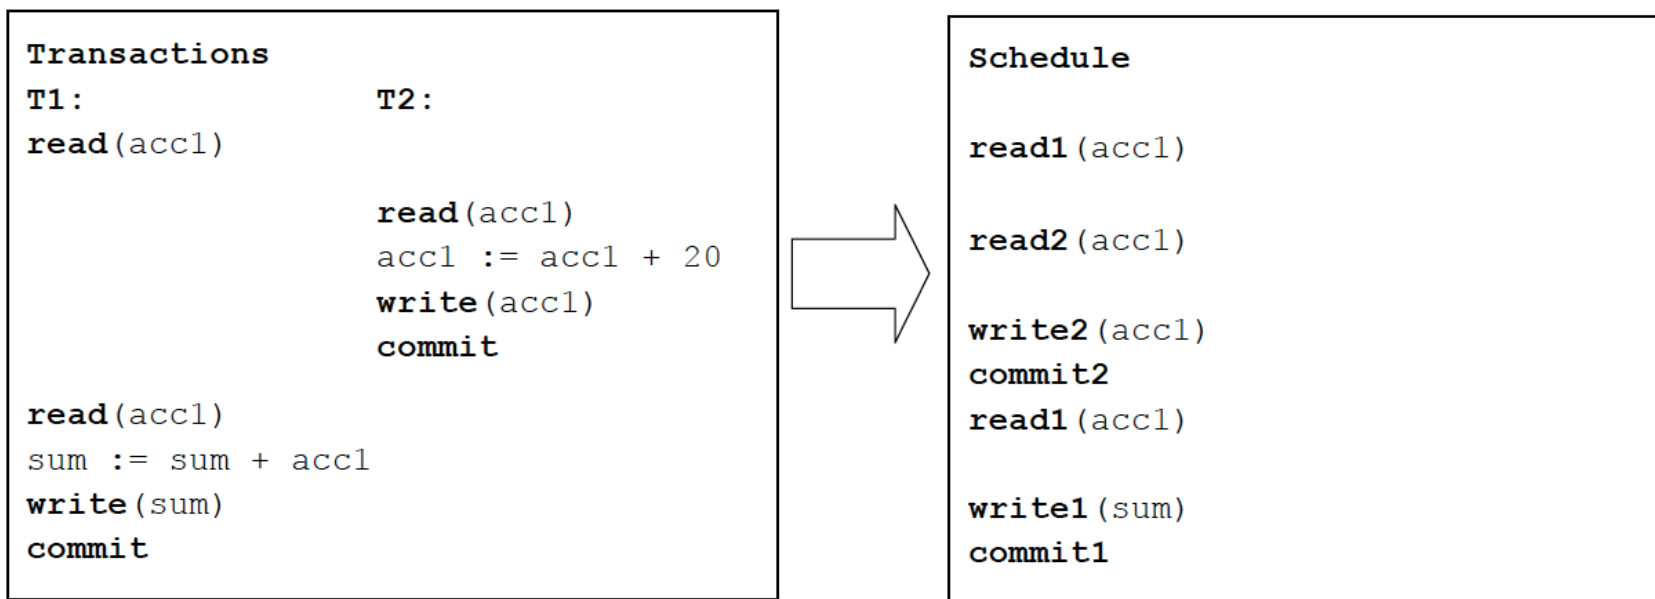 Transactions
T1: T2:
read(acc1)
read(acc1)
acc1 := acc1 + 20
write(acc1)
commit
read(acc1)
sum := sum + acc1
write(sum)
commit
Schedule
read1(acc1)
read2(acc1)
write2(acc1)
commit2
read1(acc1)
write1(sum)
commit1